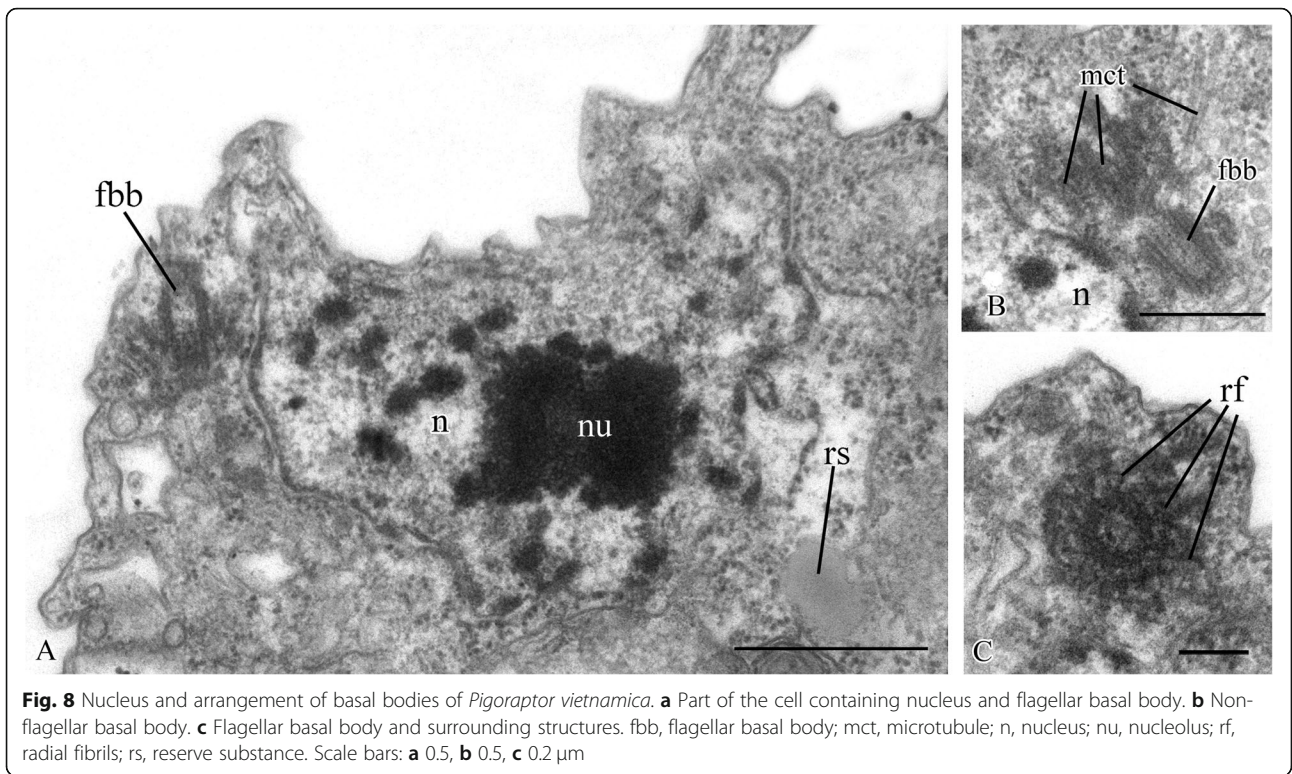 fbb
n
nu
rs
A
mct
fbb
n
B
rf
C
Fig. 8 Nucleus and arrangement of basal bodies of Pigoraptor vietnamica. a Part of the cell containing nucleus and flagellar basal body. b Non-
flagellar basal body. c Flagellar basal body and surrounding structures. fbb, flagellar basal body; mct, microtubule; n, nucleus; nu, nucleolus; rf,
radial fibrils; rs, reserve substance. Scale bars: a 0.5, b 0.5, c 0.2 μm